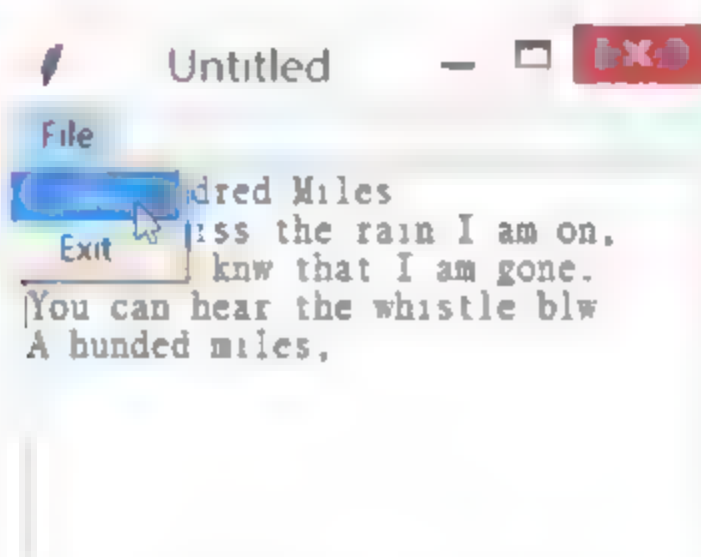 Untitled
File
dred Miles
iss the rain I am on,
Exit
knw that I am gone.
You can hear the whistle blw
A hunded miles,